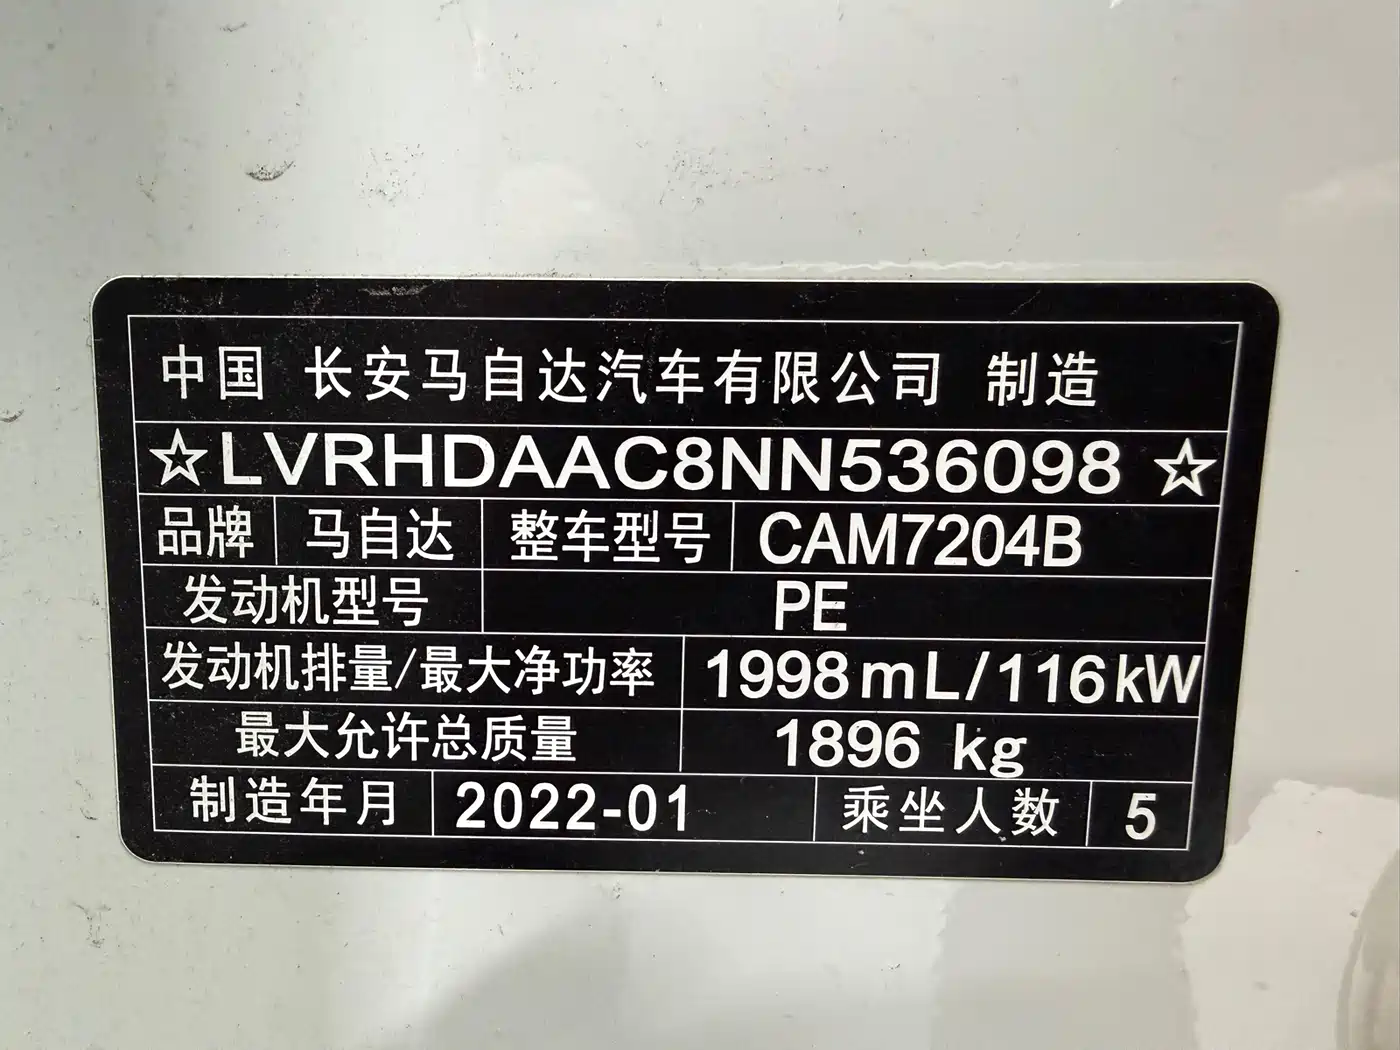 中国 长安马自达汽车有限公司 制造
☆LVRHDAAC8NN536098☆
品牌 马自达 整车型号 CAM7204B
发动机型号 PE
发动机排量/最大净功率 1998mL/116kW
最大允许总质量 1896 kg
制造年月 2022-01 乘坐人数 5